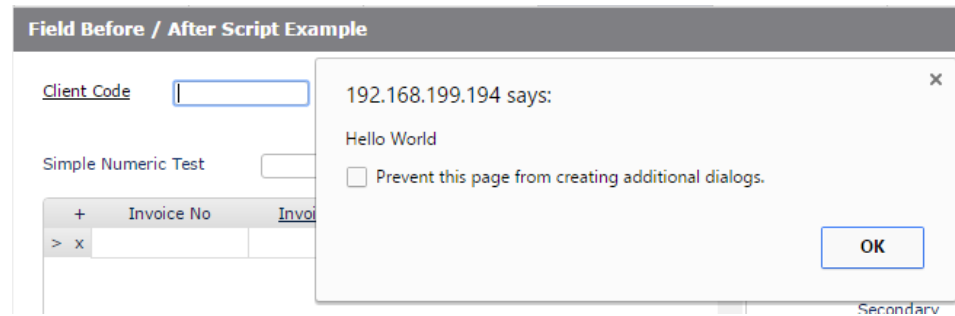 Field Before / After Script Example
Client Code
192.168.199.194 says:
×
Hello World
Prevent this page from creating additional dialogs.
OK
Simple Numeric Test
+ Invoice No Invoi
> x
Secondary